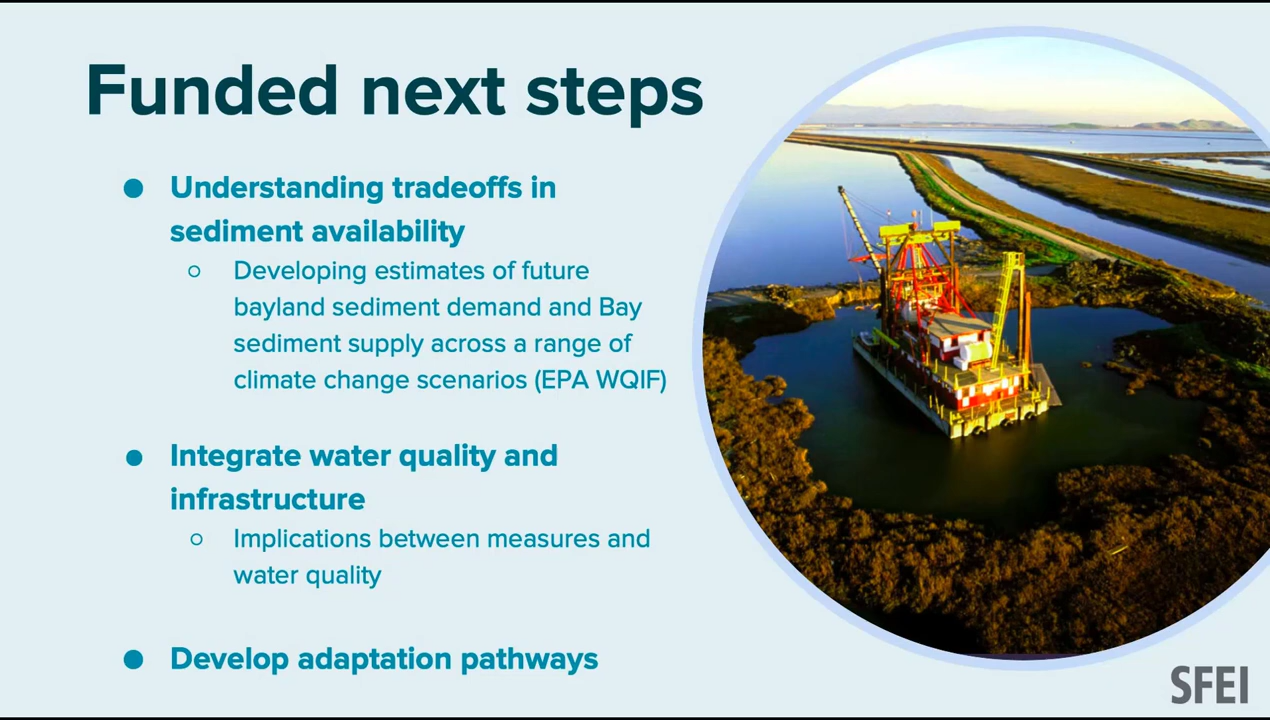 Funded next steps
● Understanding tradeoffs in
sediment availability
○ Developing estimates of future
bayland sediment demand and Bay
sediment supply across a range of
climate change scenarios (EPA WQIF)
● Integrate water quality and
infrastructure
○ Implications between measures and
water quality
● Develop adaptation pathways
SFEI